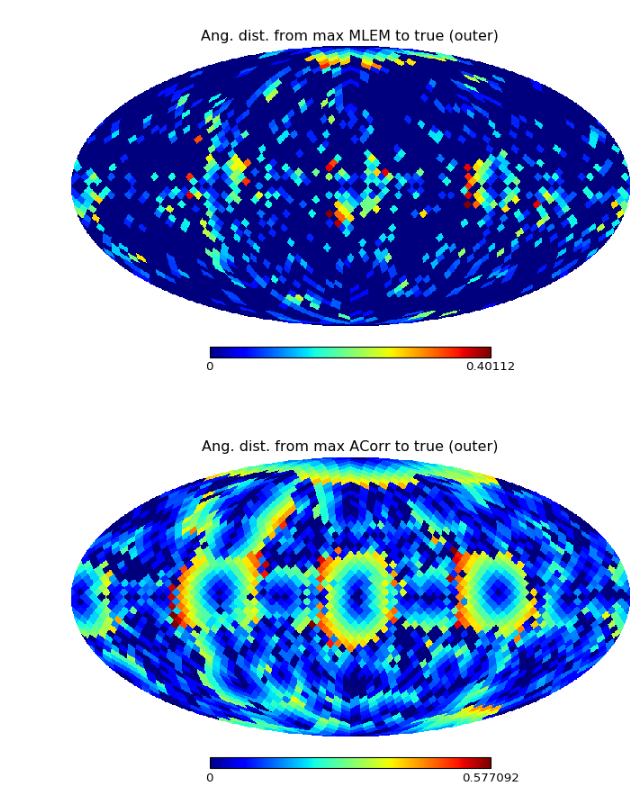 Ang. dist. from max MLEM to true (outer)
0 0.40112
Ang. dist. from max ACorr to true (outer)
0 0.577092